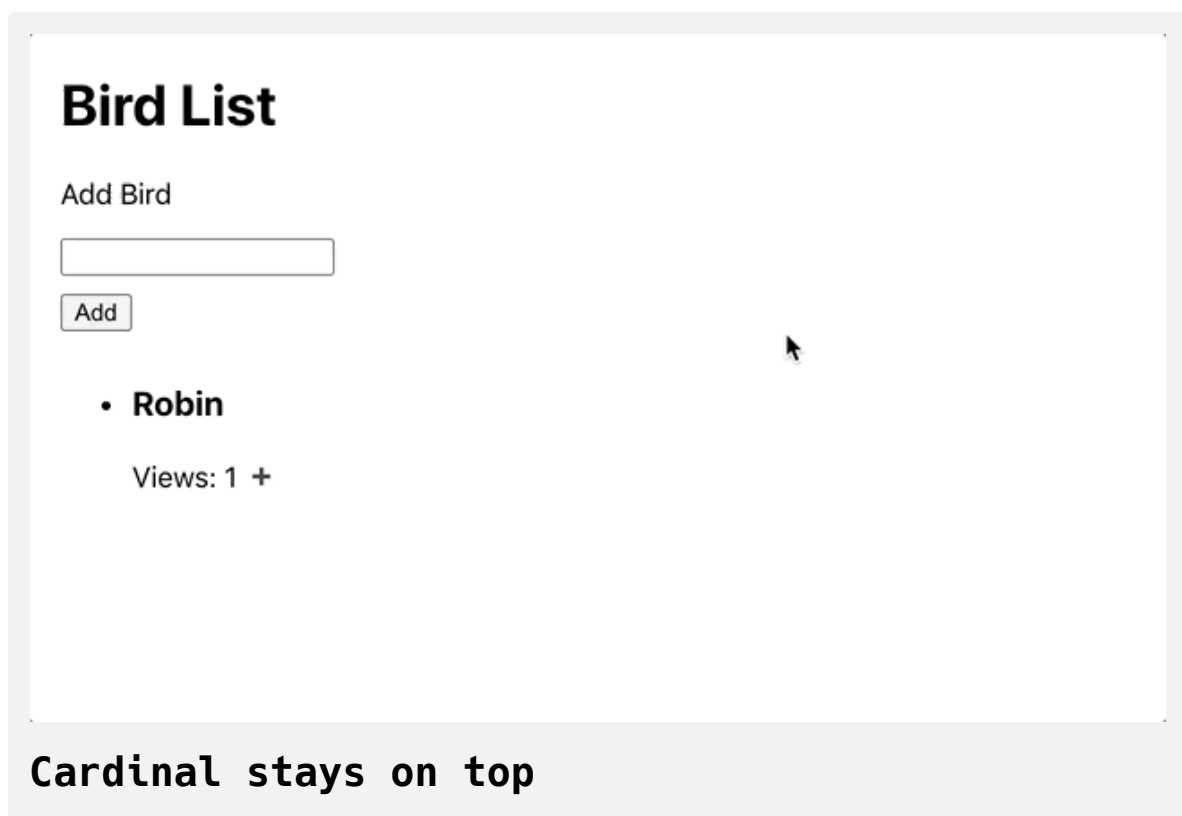 Bird List
Add Bird
Add
• Robin
Views: 1 +
Cardinal stays on top